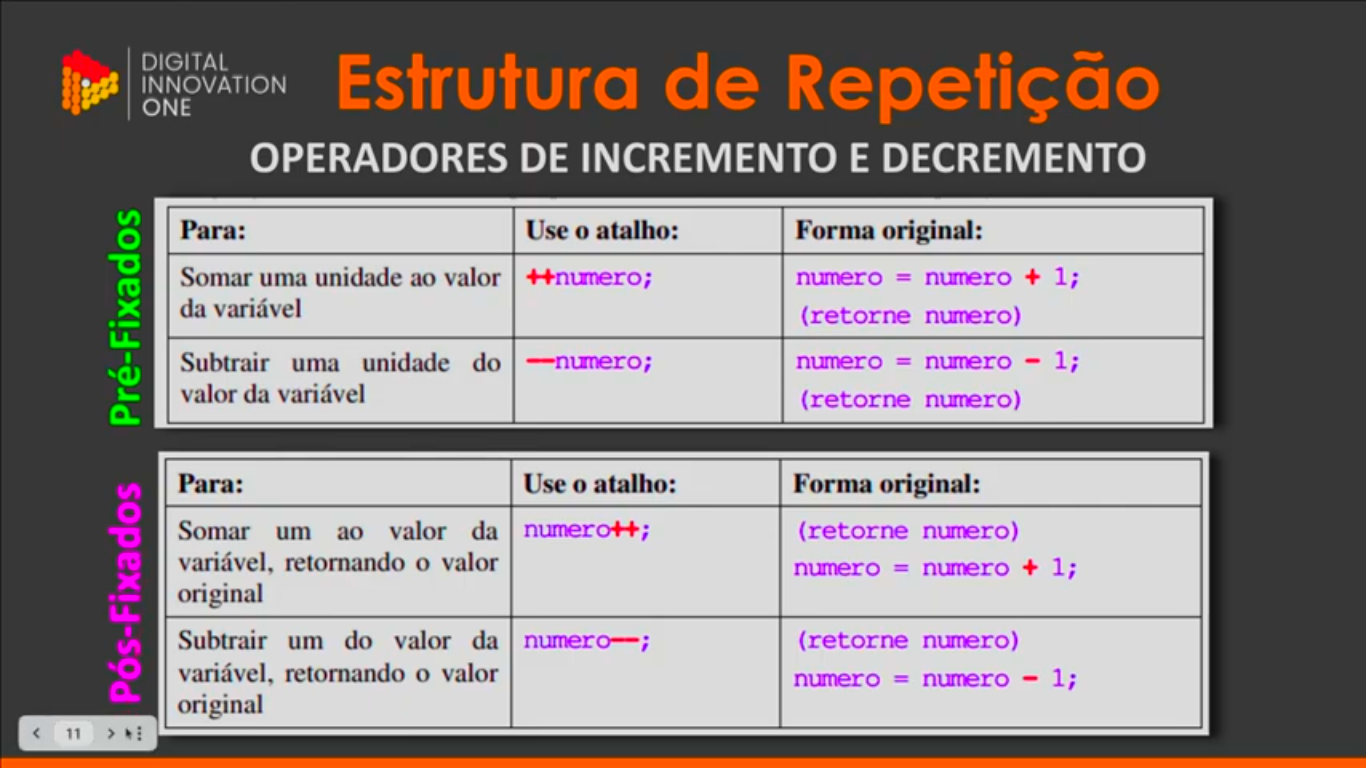 DIGITAL
INNOVATION
ONE
Estrutura de Repetição
OPERADORES DE INCREMENTO E DECREMENTO
Pré-Fixados
Para:
Use o atalho:
Forma original:
Somar uma unidade ao valor
da variável
++numero;
numero = numero + 1;
(retorne numero)
Subtrair uma unidade do
valor da variável
--numero;
numero = numero - 1;
(retorne numero)
Pós-Fixados
Para:
Use o atalho:
Forma original:
Somar um ao valor da
variável, retornando o valor
original
numero++;
(retorne numero)
numero = numero + 1;
Subtrair um do valor da
variável, retornando o valor
original
numero--;
(retorne numero)
numero = numero - 1;
11